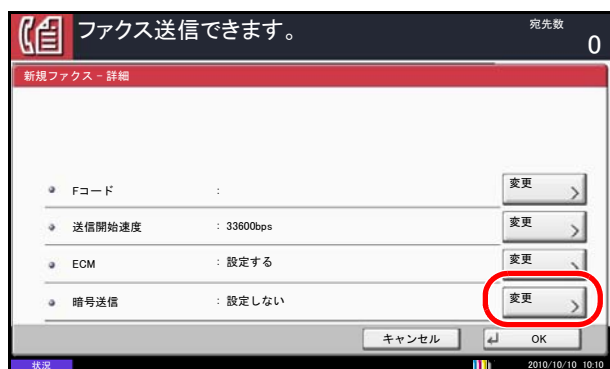 ファクス送信できます。
宛先数
0
新規ファクス - 詳細
Fコード : 変更
送信開始速度 : 33600bps 変更
ECM : 設定する 変更
暗号送信 : 設定しない 変更
キャンセル OK
状況 2010/10/10 10:10